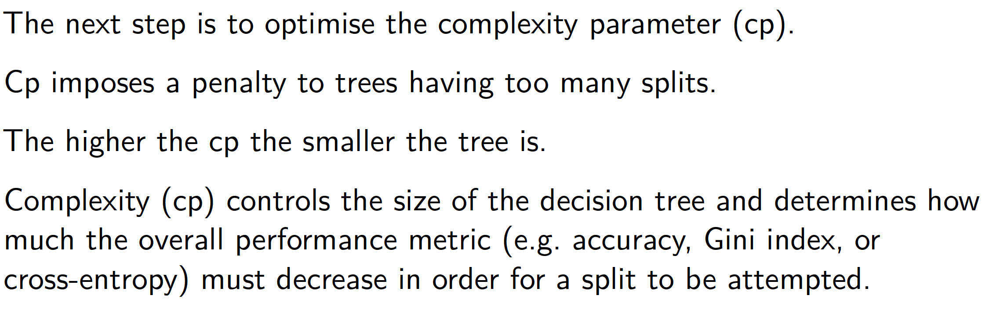 The next step is to optimise the complexity parameter (cp).
Cp imposes a penalty to trees having too many splits.
The higher the cp the smaller the tree is.
Complexity (cp) controls the size of the decision tree and determines how
much the overall performance metric (e.g. accuracy, Gini index, or
cross-entropy) must decrease in order for a split to be attempted.